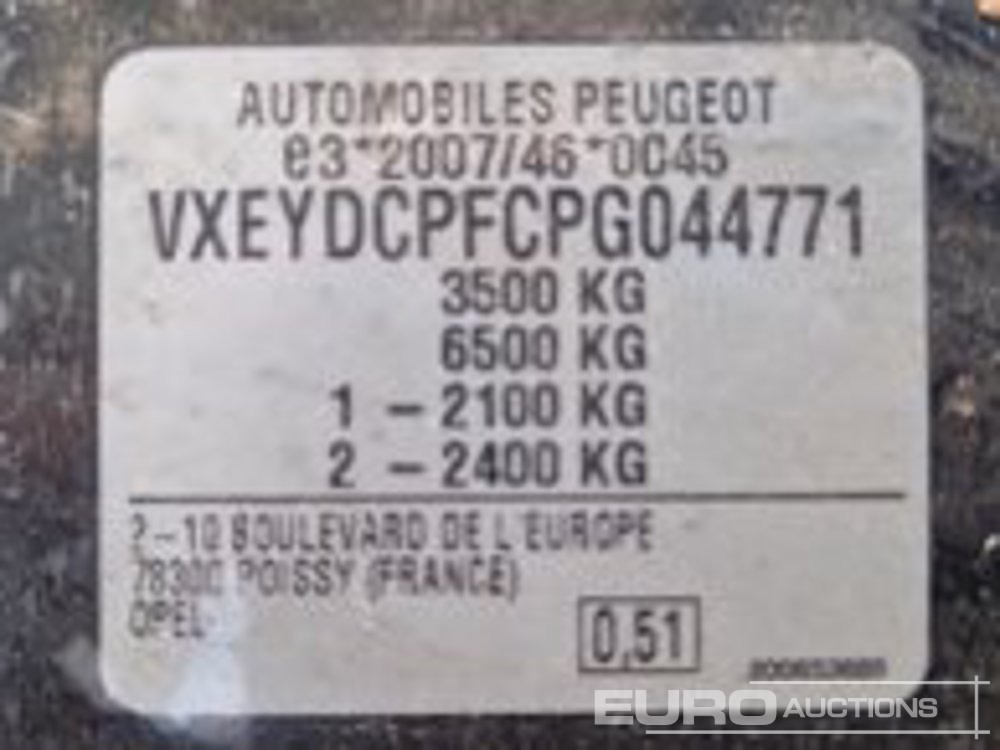 AUTOMOBILES PEUGEOT
e3*2007/46*0045
VXEYDCPFCPG044771
3500 KG
6500 KG
1 – 2100 KG
2 – 2400 KG
2–10 BOULEVARD DE L'EUROPE
78300 POISSY (FRANCE)
OPEL
0,51
EURO AUCTIONS